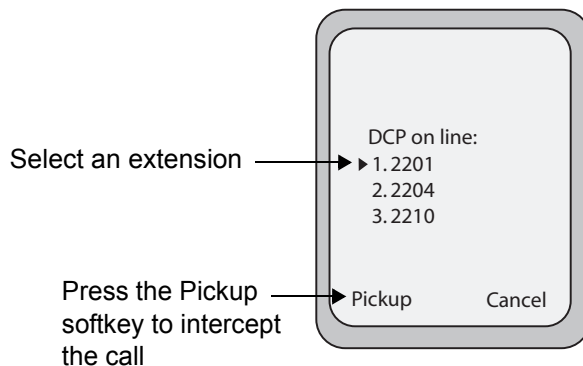 DCP on line:
Select an extension
1. 2201
2. 2204
3. 2210
Press the Pickup
softkey to intercept
the call
Pickup
Cancel